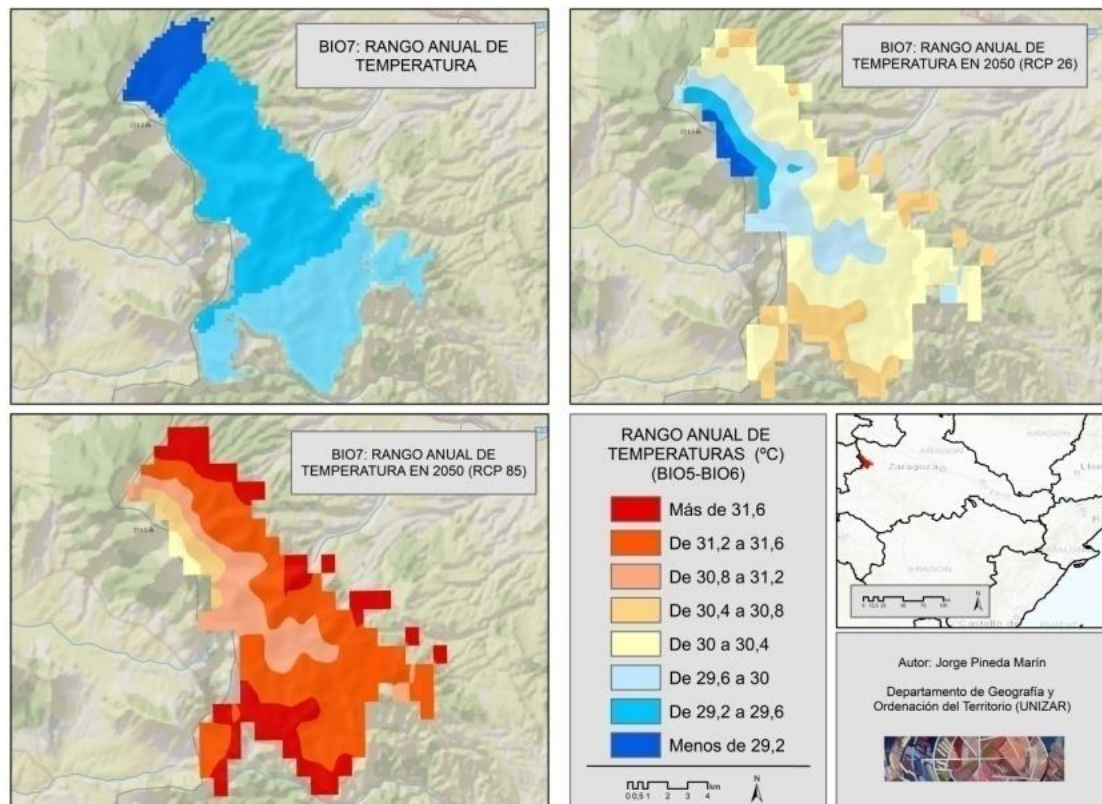 BIO7: RANGO ANUAL DE
TEMPERATURA
BIO7: RANGO ANUAL DE
TEMPERATURA EN 2050 (RCP 26)
BIO7: RANGO ANUAL DE
TEMPERATURA EN 2050 (RCP 85)
RANGO ANUAL DE
TEMPERATURAS (ºC)
(BIO5-BIO6)
Más de 31,6
De 31,2 a 31,6
De 30,8 a 31,2
De 30,4 a 30,8
De 30 a 30,4
De 29,6 a 30
De 29,2 a 29,6
Menos de 29,2
0 0,5 1 2 3 4 km
N
ARAGON
Zaragoza
ARAGON
Castelló de
N
Autor: Jorge Pineda Marín
Departamento de Geografía y
Ordenación del Territorio (UNIZAR)